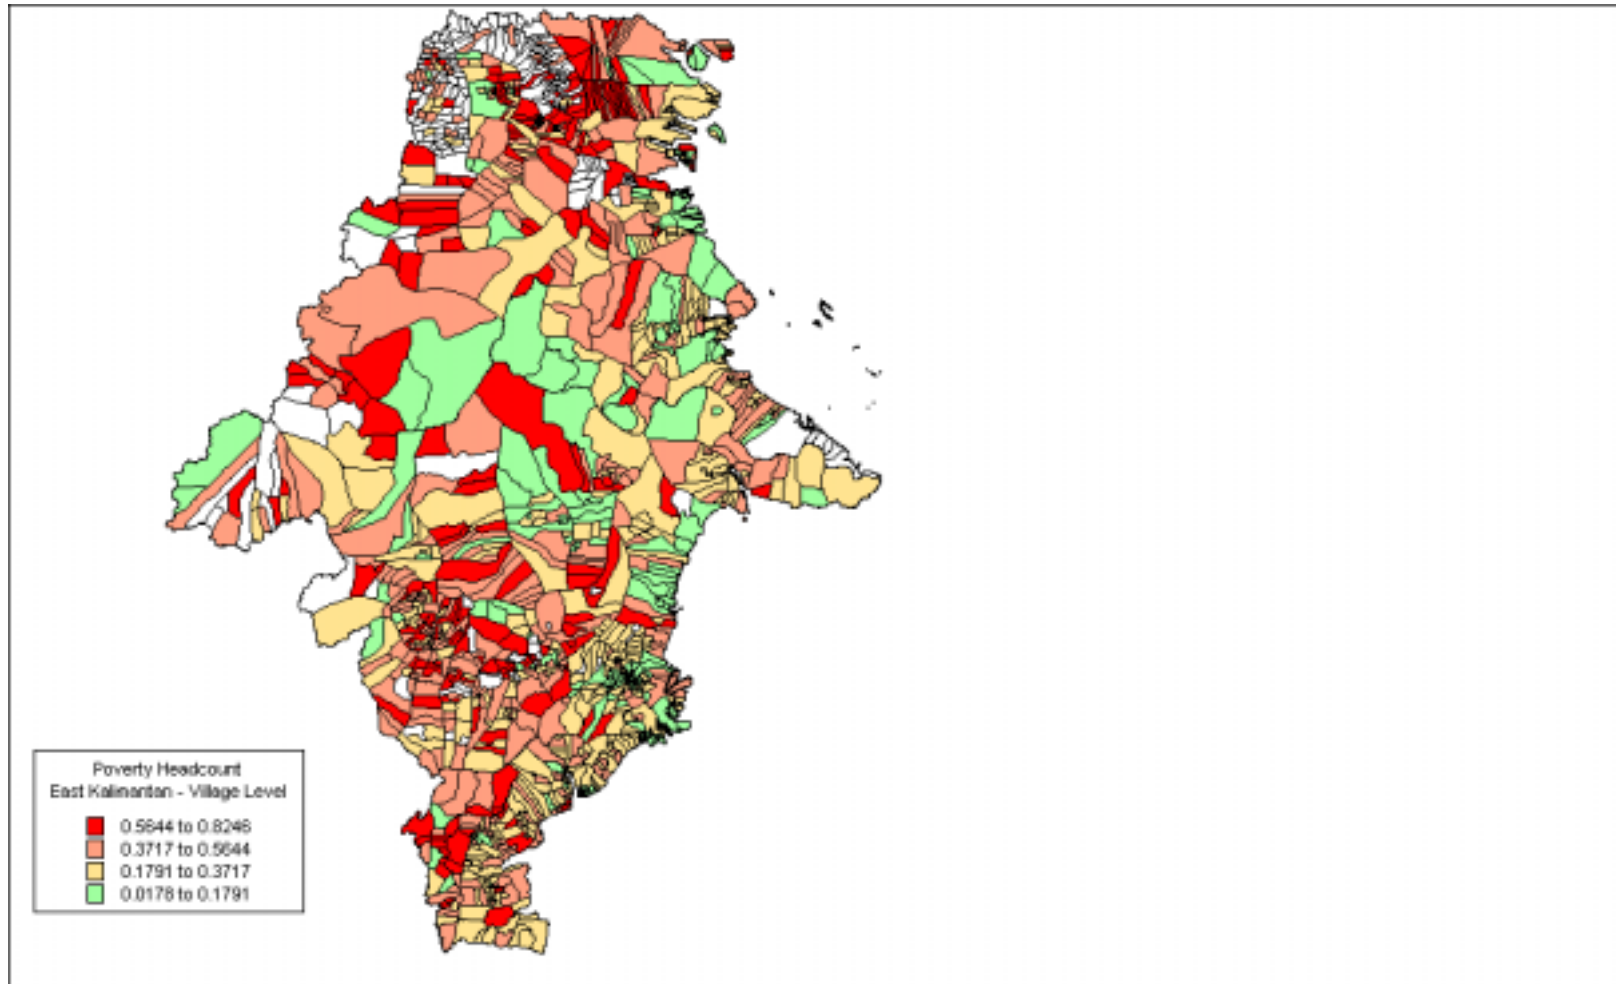 Poverty Headcount
East Kalimantan - Village Level
0.5644 to 0.8246
0.3717 to 0.5644
0.1791 to 0.3717
0.0178 to 0.1791